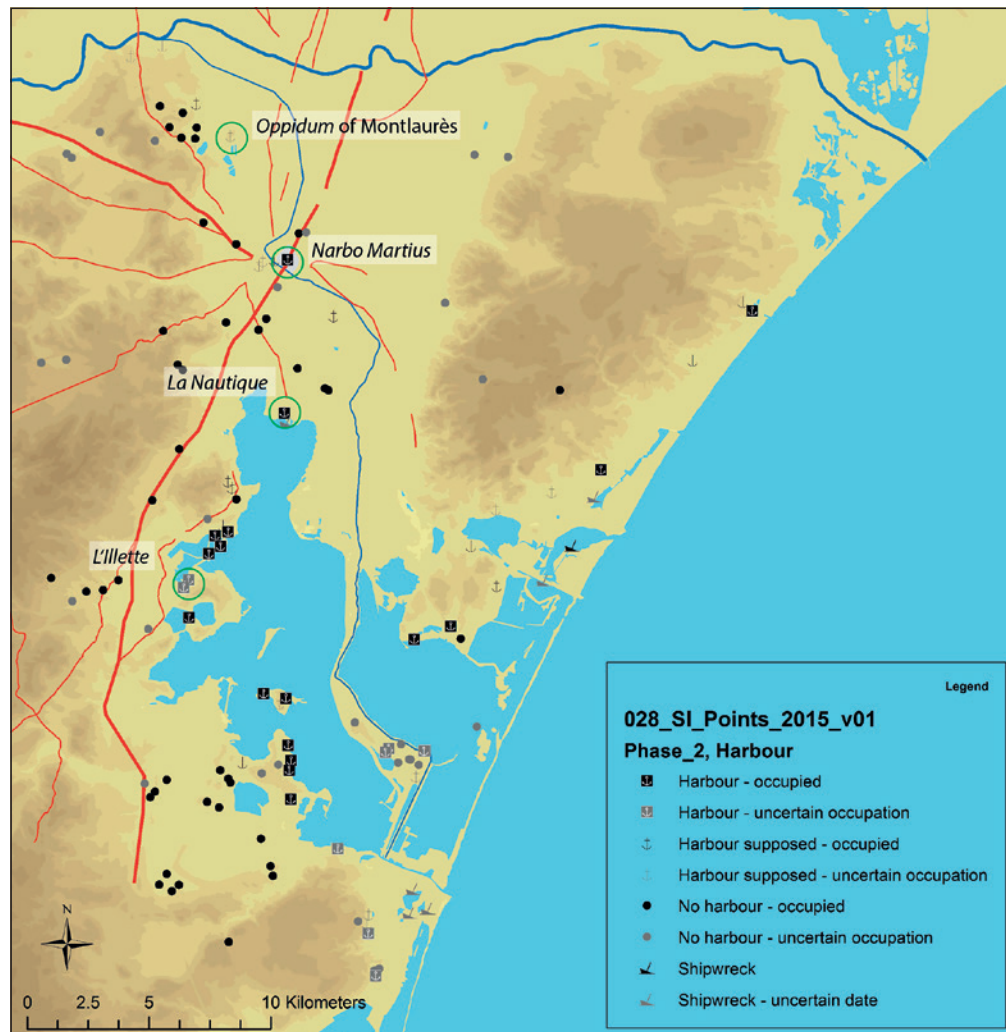 Oppidum of Montlaurès
Narbo Martius
La Nautique
L'Illette
N
0 2.5 5 10 Kilometers
Legend
028_SI_Points_2015_v01
Phase_2, Harbour
Harbour - occupied
Harbour - uncertain occupation
Harbour supposed - occupied
Harbour supposed - uncertain occupation
No harbour - occupied
No harbour - uncertain occupation
Shipwreck
Shipwreck - uncertain date